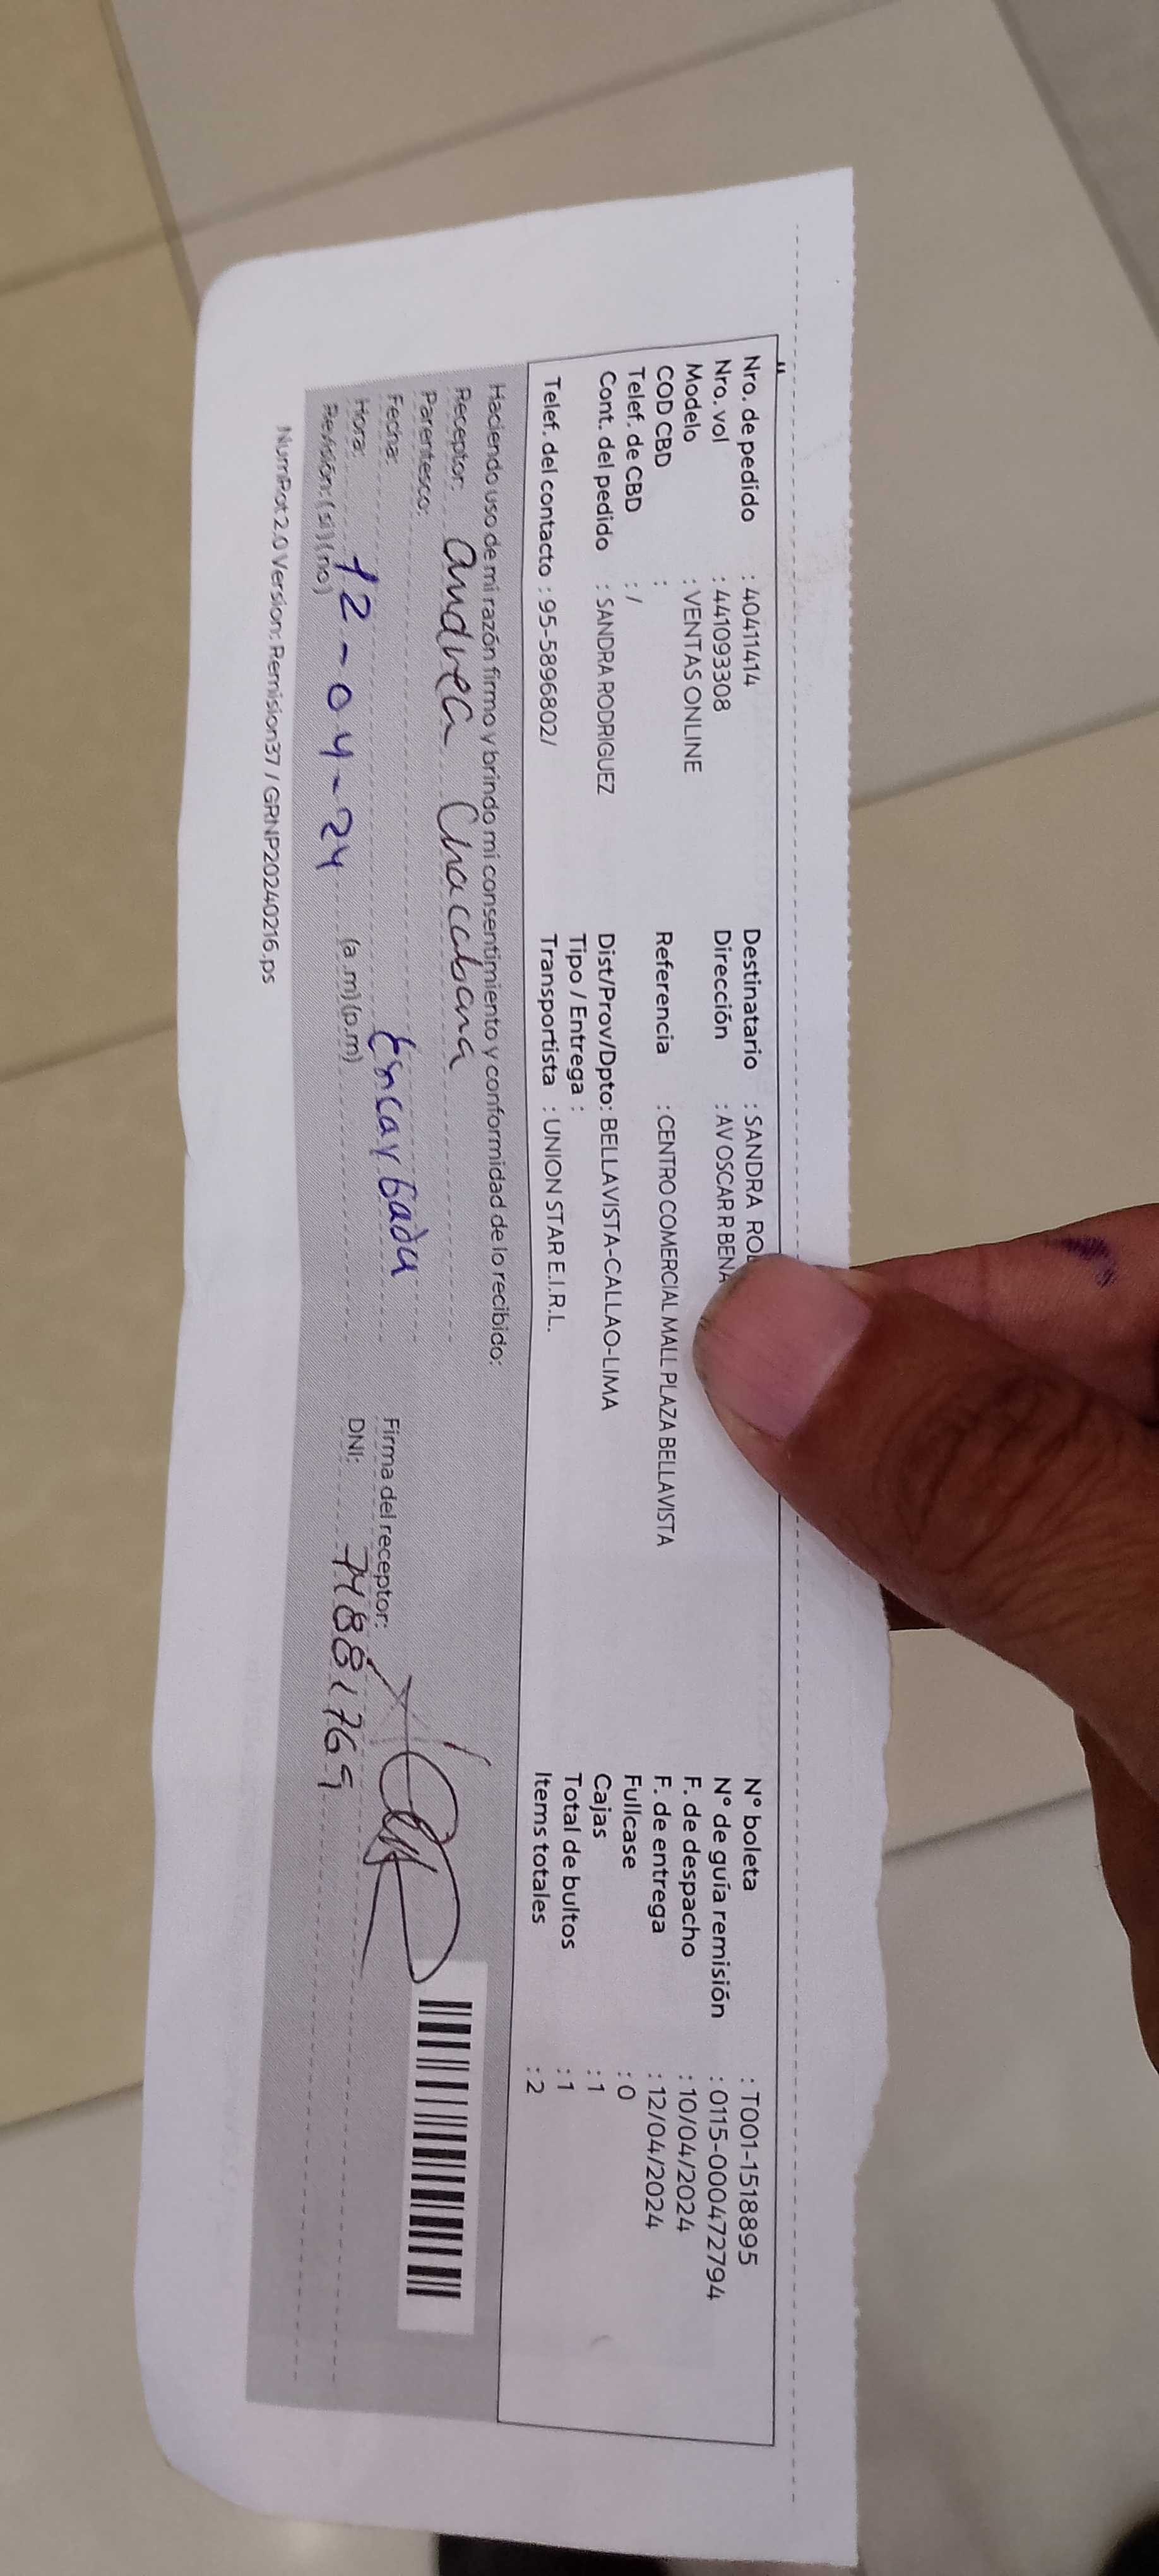 Nro. de pedido : 40411414
Nro. vol : 441093308
Modelo : VENTAS ONLINE
COD CBD :
Telef. de CBD : /
Cont. del pedido : SANDRA RODRIGUEZ
Telef. del contacto : 95-5896802/
Destinatario : SANDRA
Dirección : AV OSCAR R BENA
Referencia : CENTRO COMERCIAL MALL PLAZA BELLAVISTA
Dist/Prov/Dpto: BELLAVISTA-CALLAO-LIMA
Tipo / Entrega :
Transportista : UNION STAR E.I.R.L.
N° boleta : T001-1518895
N° de guía remisión : 0115-000472794
F. de despacho : 10/04/2024
F. de entrega : 12/04/2024
Fullcase : 0
Cajas : 1
Total de bultos : 1
Items totales : 2
Haciendo uso de mi razón firmo y brindo mi consentimiento y conformidad de lo recibido:
Receptor: Andrea Chaccbana
Parentesco: Encargada
Fecha:
Hora: 12-04-24 (a.m) (p.m)
Revisión: (si) (no)
Firma del receptor:
DNI: 74881769
NumRot 2.0 Version: Remision37 / GRNP20240216.ps